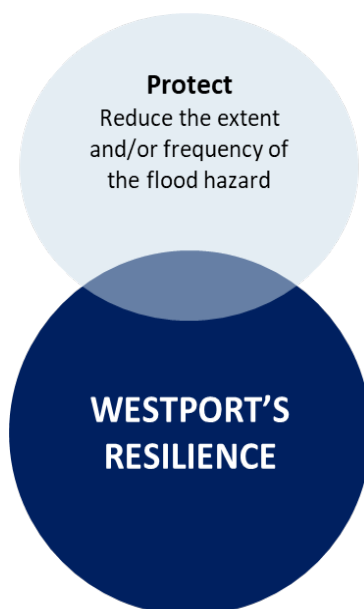 Protect
Reduce the extent
and/or frequency of
the flood hazard
WESTPORT'S
RESILIENCE